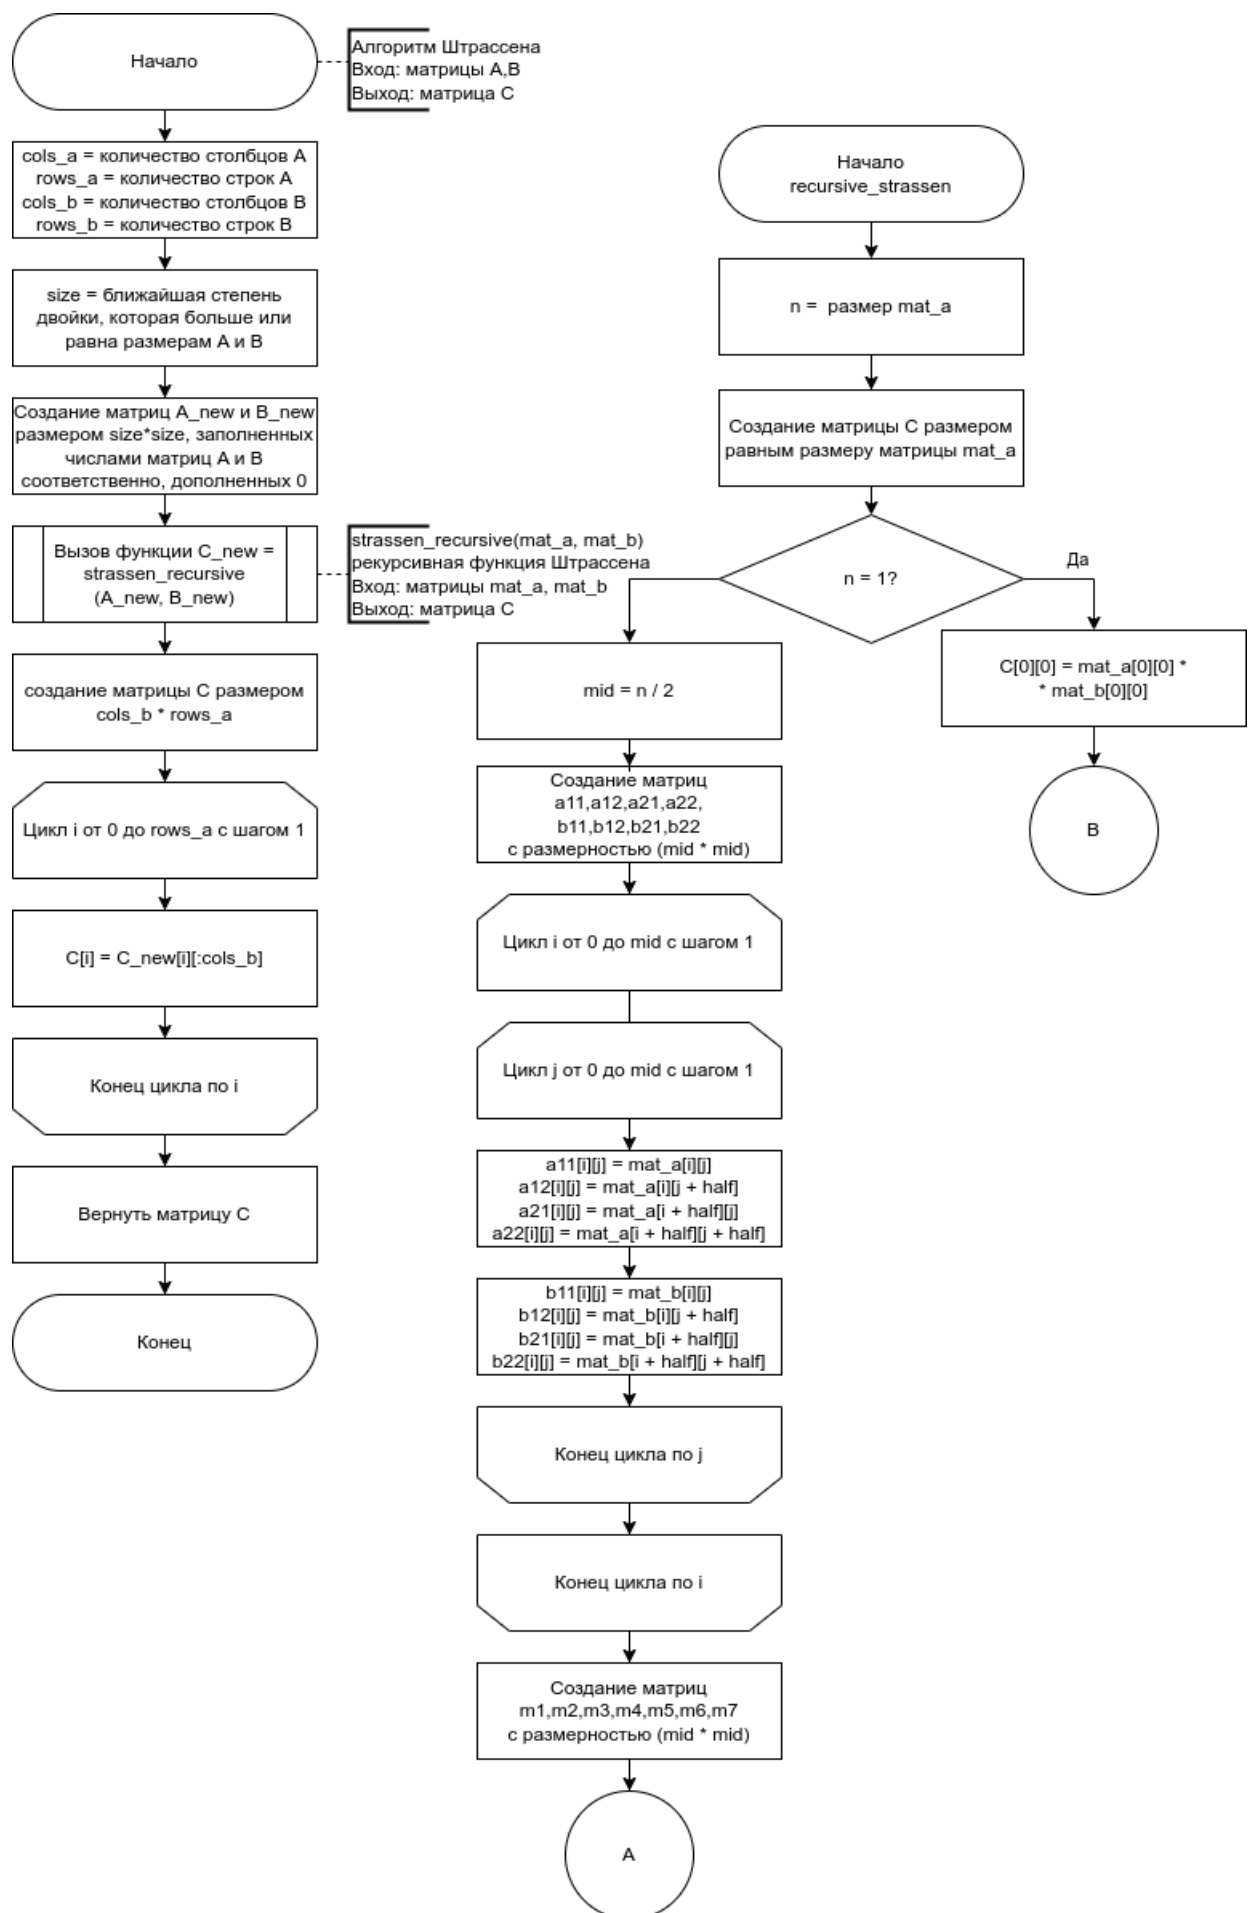 Начало
Алгоритм Штрассена
Вход: матрицы A,B
Выход: матрица C
cols_a = количество столбцов A
rows_a = количество строк A
cols_b = количество столбцов B
rows_b = количество строк B
size = ближайшая степень
двойки, которая больше или
равна размерам A и B
Создание матриц A_new и B_new
размером size*size, заполненных
числами матриц A и B
соответственно, дополненных 0
Вызов функции C_new =
strassen_recursive
(A_new, B_new)
strassen_recursive(mat_a, mat_b)
рекурсивная функция Штрассена
Вход: матрицы mat_a, mat_b
Выход: матрица C
создание матрицы C размером
cols_b * rows_a
Цикл i от 0 до rows_a с шагом 1
C[i] = C_new[i][:cols_b]
Конец цикла по i
Вернуть матрицу C
Конец
Начало
recursive_strassen
n =  размер mat_a
Создание матрицы C размером
равным размеру матрицы mat_a
n = 1?
Да
C[0][0] = mat_a[0][0] *
* mat_b[0][0]
B
mid = n / 2
Создание матриц
a11,a12,a21,a22,
b11,b12,b21,b22
с размерностью (mid * mid)
Цикл i от 0 до mid с шагом 1
Цикл j от 0 до mid с шагом 1
a11[i][j] = mat_a[i][j]
a12[i][j] = mat_a[i][j + half]
a21[i][j] = mat_a[i + half][j]
a22[i][j] = mat_a[i + half][j + half]
b11[i][j] = mat_b[i][j]
b12[i][j] = mat_b[i][j + half]
b21[i][j] = mat_b[i + half][j]
b22[i][j] = mat_b[i + half][j + half]
Конец цикла по j
Конец цикла по i
Создание матриц
m1,m2,m3,m4,m5,m6,m7
с размерностью (mid * mid)
A